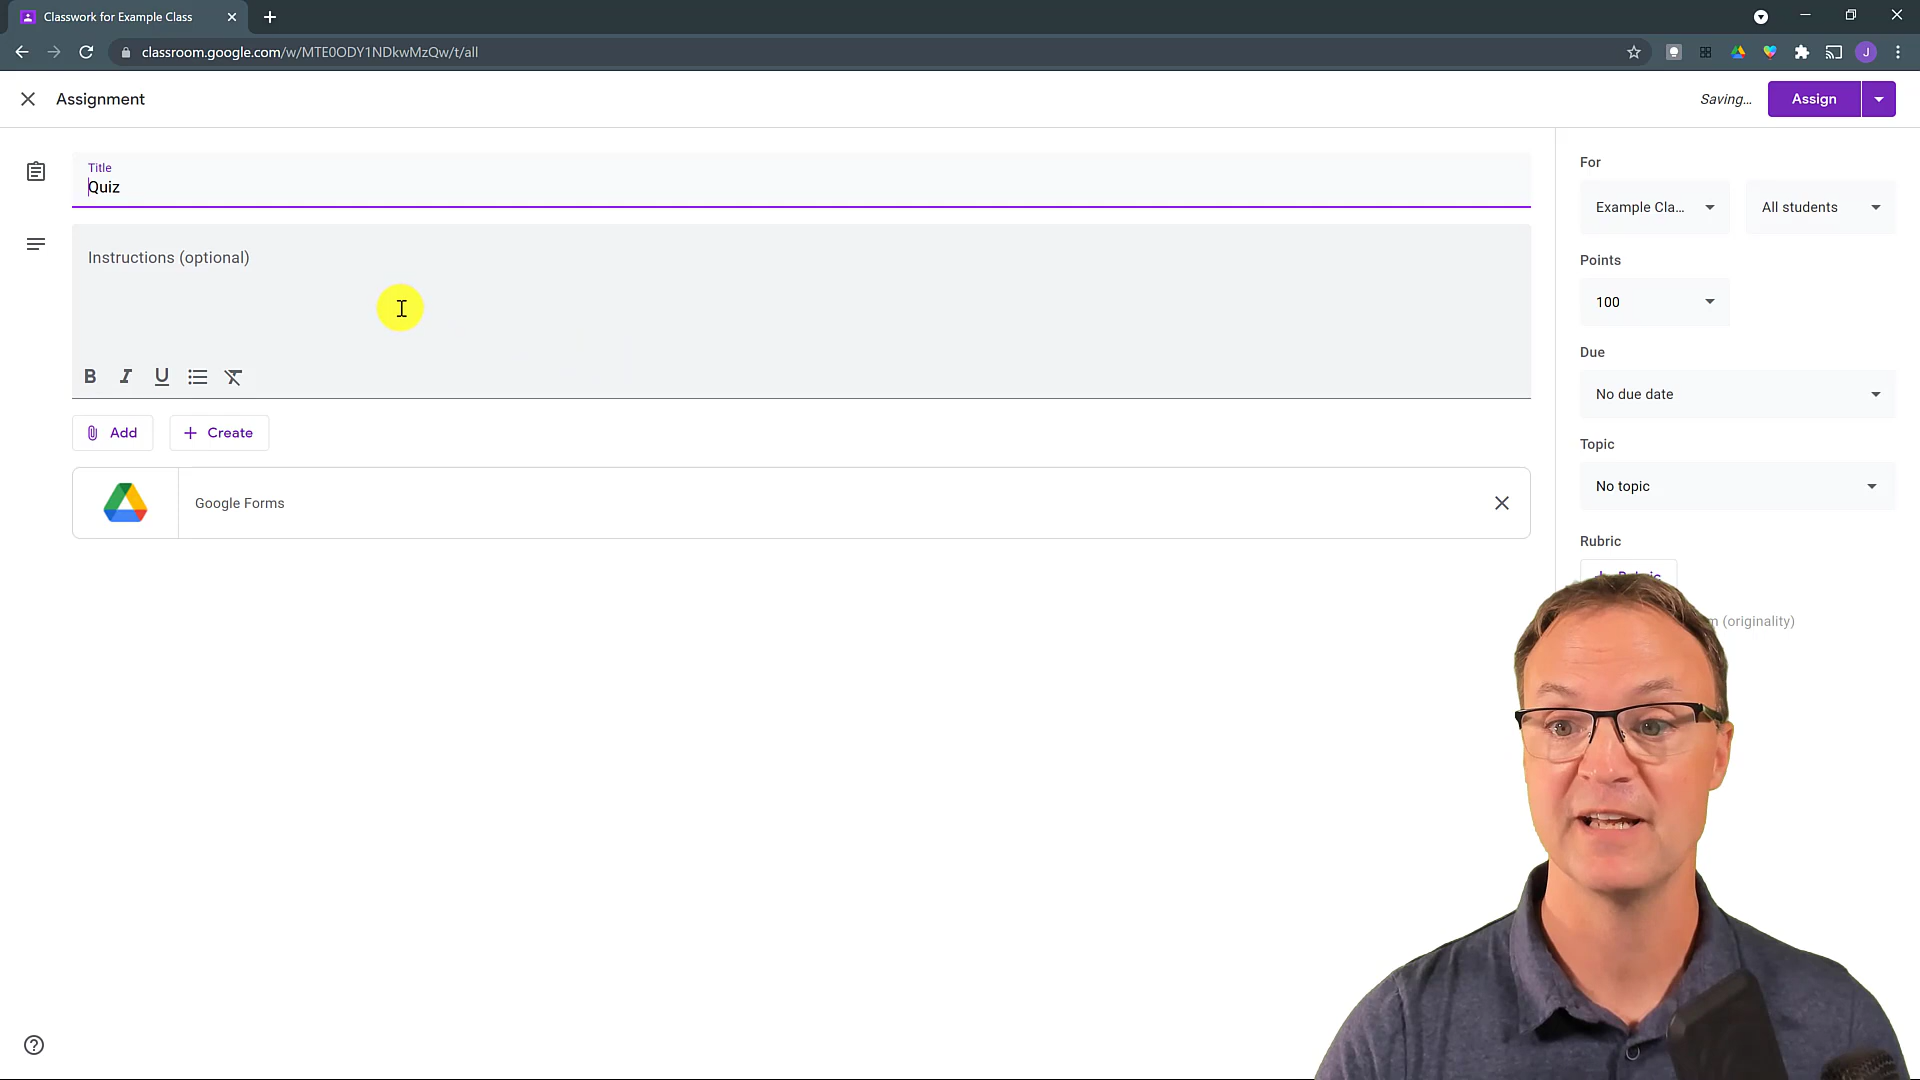 Classwork for Example Class
classroom.google.com/w/MTE0ODY1NDkwMzQw/t/all
J
Assignment
Saving...
Assign
Title
Quiz
Instructions (optional)
B I U
Add
Create
Google Forms
For
Example Cla...
All students
Points
100
Due
No due date
Topic
No topic
Rubric
(originality)